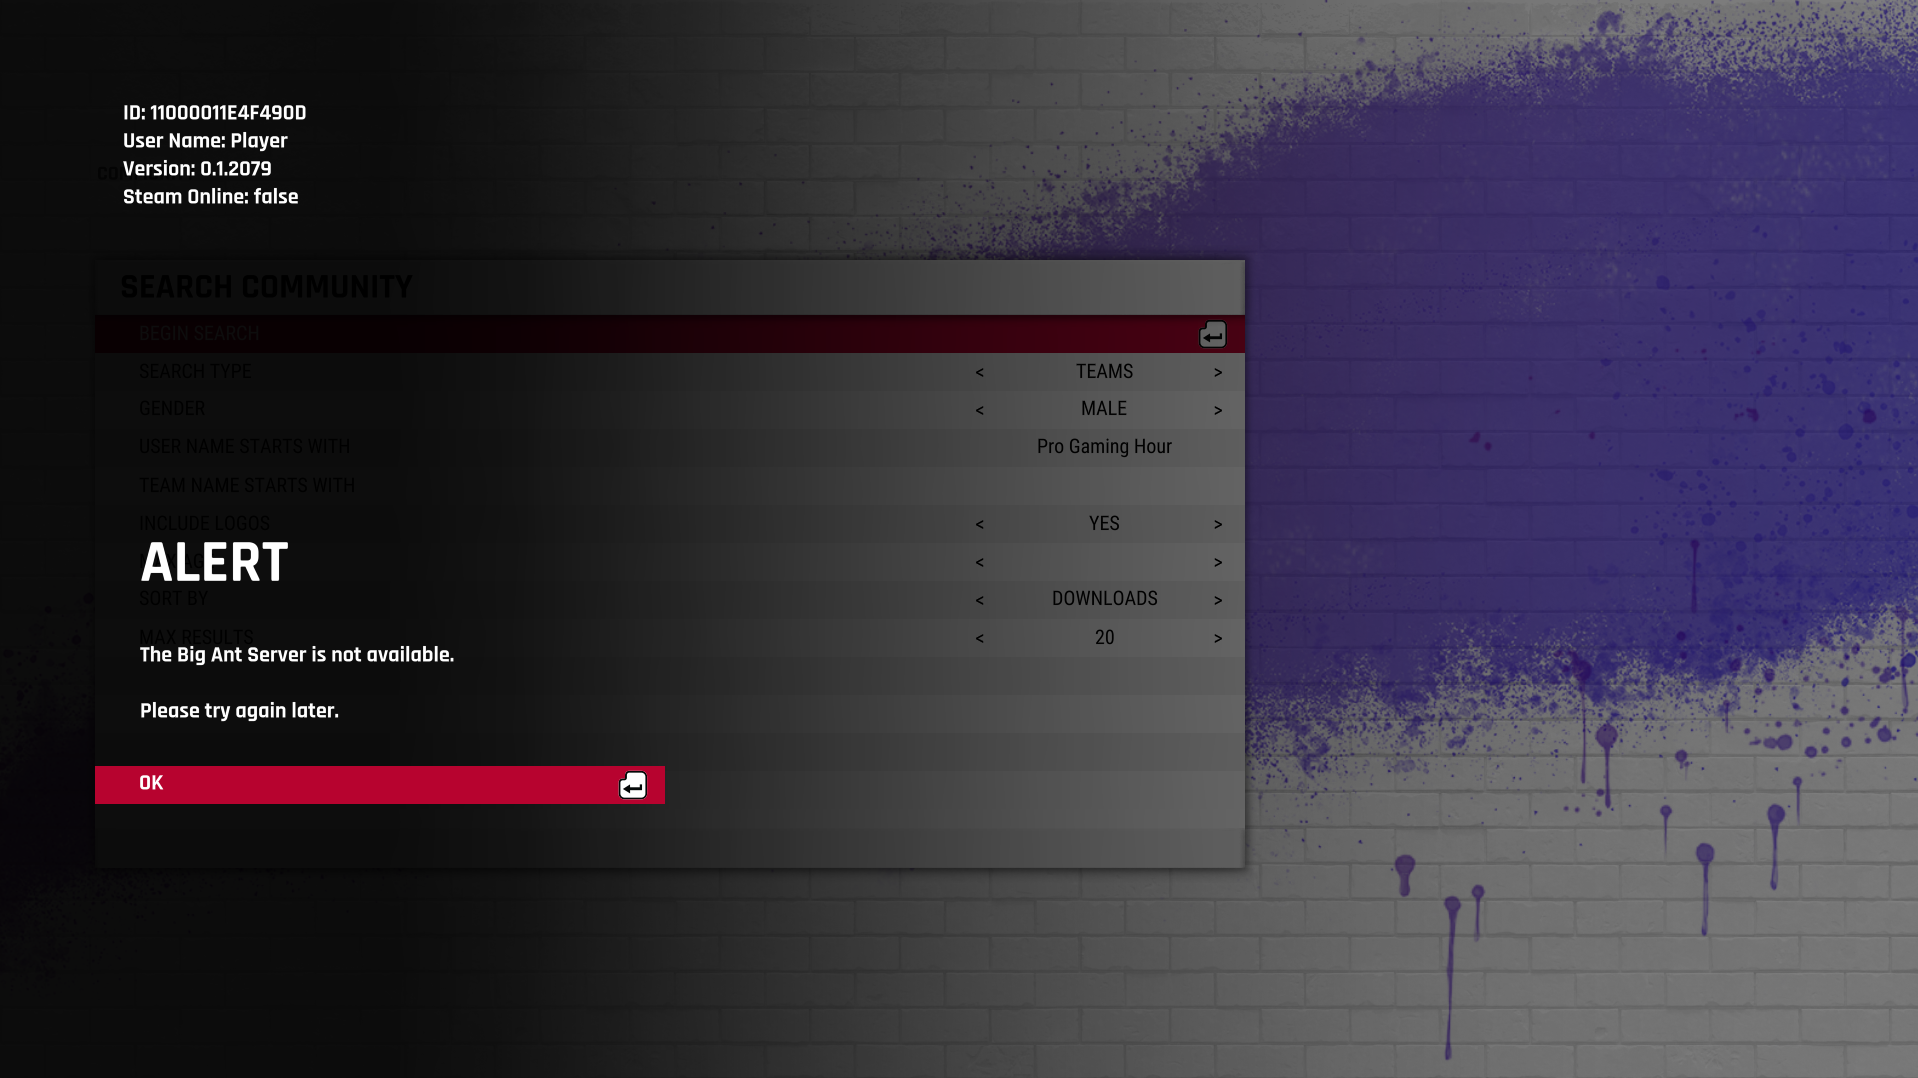 ID: 11000011E4F490D
User Name: Player
Version: 0.1.2079
Steam Online: false
SEARCH COMMUNITY
BEGIN SEARCH
SEARCH TYPE < TEAMS >
GENDER < MALE >
USER NAME STARTS WITH Pro Gaming Hour
TEAM NAME STARTS WITH
INCLUDE LOGOS < YES >
ALERT
< >
SORT BY < DOWNLOADS >
MAX RESULTS < 20 >
The Big Ant Server is not available.
Please try again later.
OK